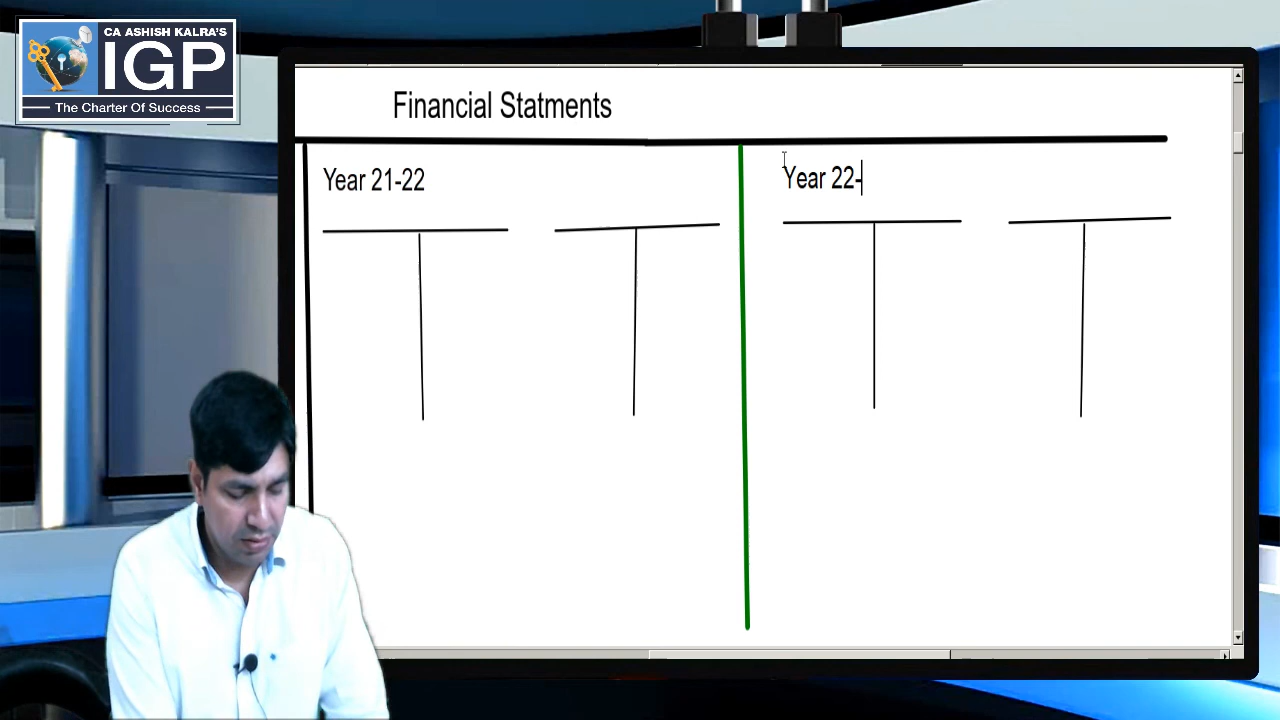 CA ASHISH KALRA'S
IGP
The Charter Of Success
Financial Statments
Year 21-22
Year 22-